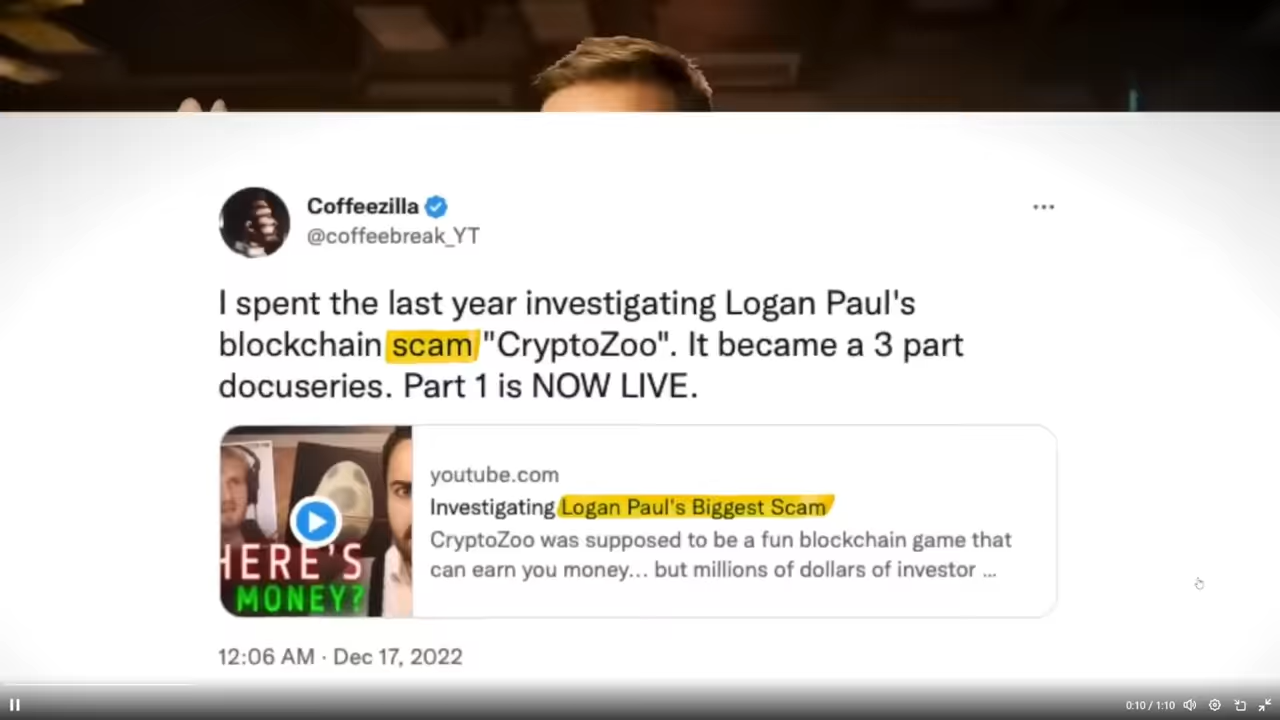 Coffeezilla
@coffeebreak_YT
I spent the last year investigating Logan Paul's
blockchain scam "CryptoZoo". It became a 3 part
docuseries. Part 1 is NOW LIVE.
HERE'S
MONEY?
youtube.com
Investigating Logan Paul's Biggest Scam
CryptoZoo was supposed to be a fun blockchain game that
can earn you money... but millions of dollars of investor ...
12:06 AM · Dec 17, 2022
0:10 / 1:10